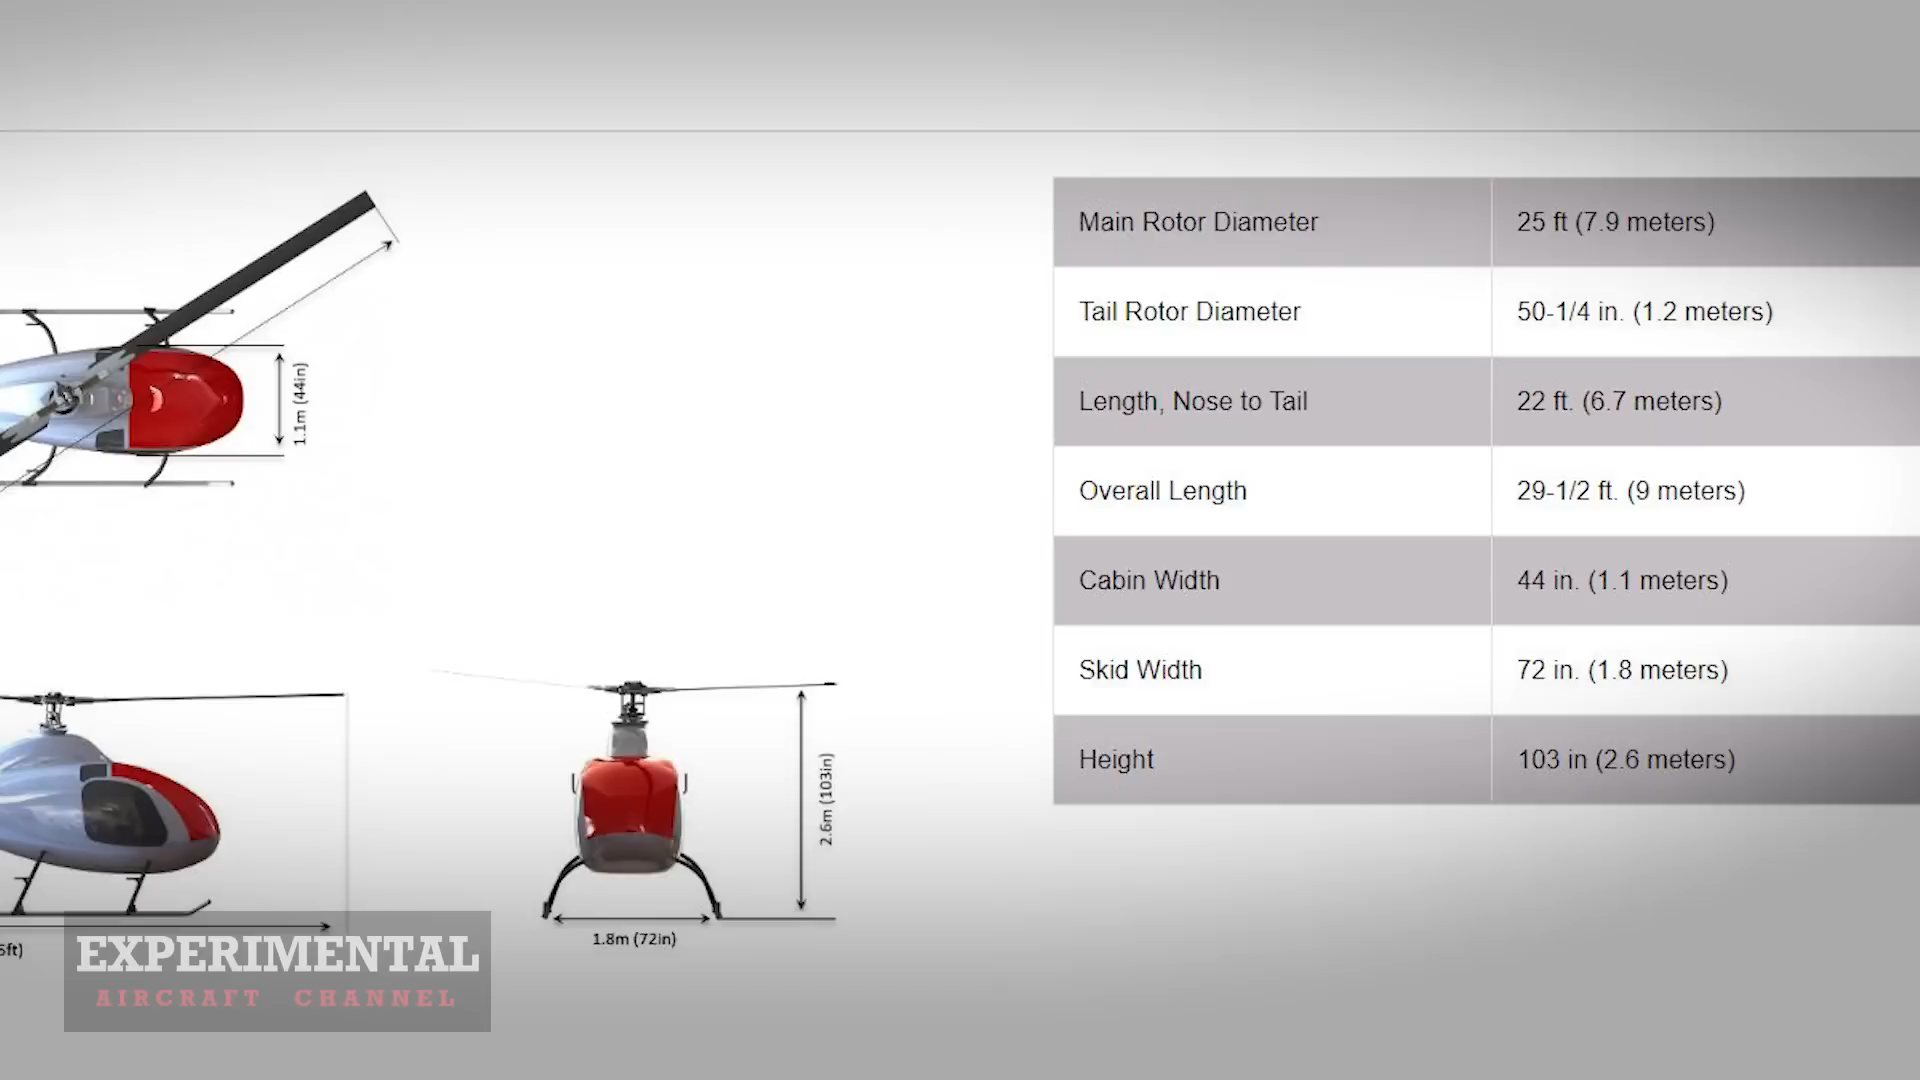 Main Rotor Diameter 25 ft (7.9 meters)
Tail Rotor Diameter 50-1/4 in. (1.2 meters)
Length, Nose to Tail 22 ft. (6.7 meters)
Overall Length 29-1/2 ft. (9 meters)
Cabin Width 44 in. (1.1 meters)
Skid Width 72 in. (1.8 meters)
Height 103 in (2.6 meters)
1.1m (44in)
2.6m (103in)
1.8m (72in)
5ft)
EXPERIMENTAL
AIRCRAFT CHANNEL